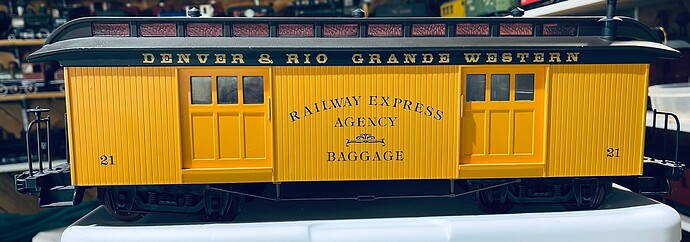 DENVER & RIO GRANDE WESTERN
RAILWAY EXPRESS
AGENCY
BAGGAGE
21
21